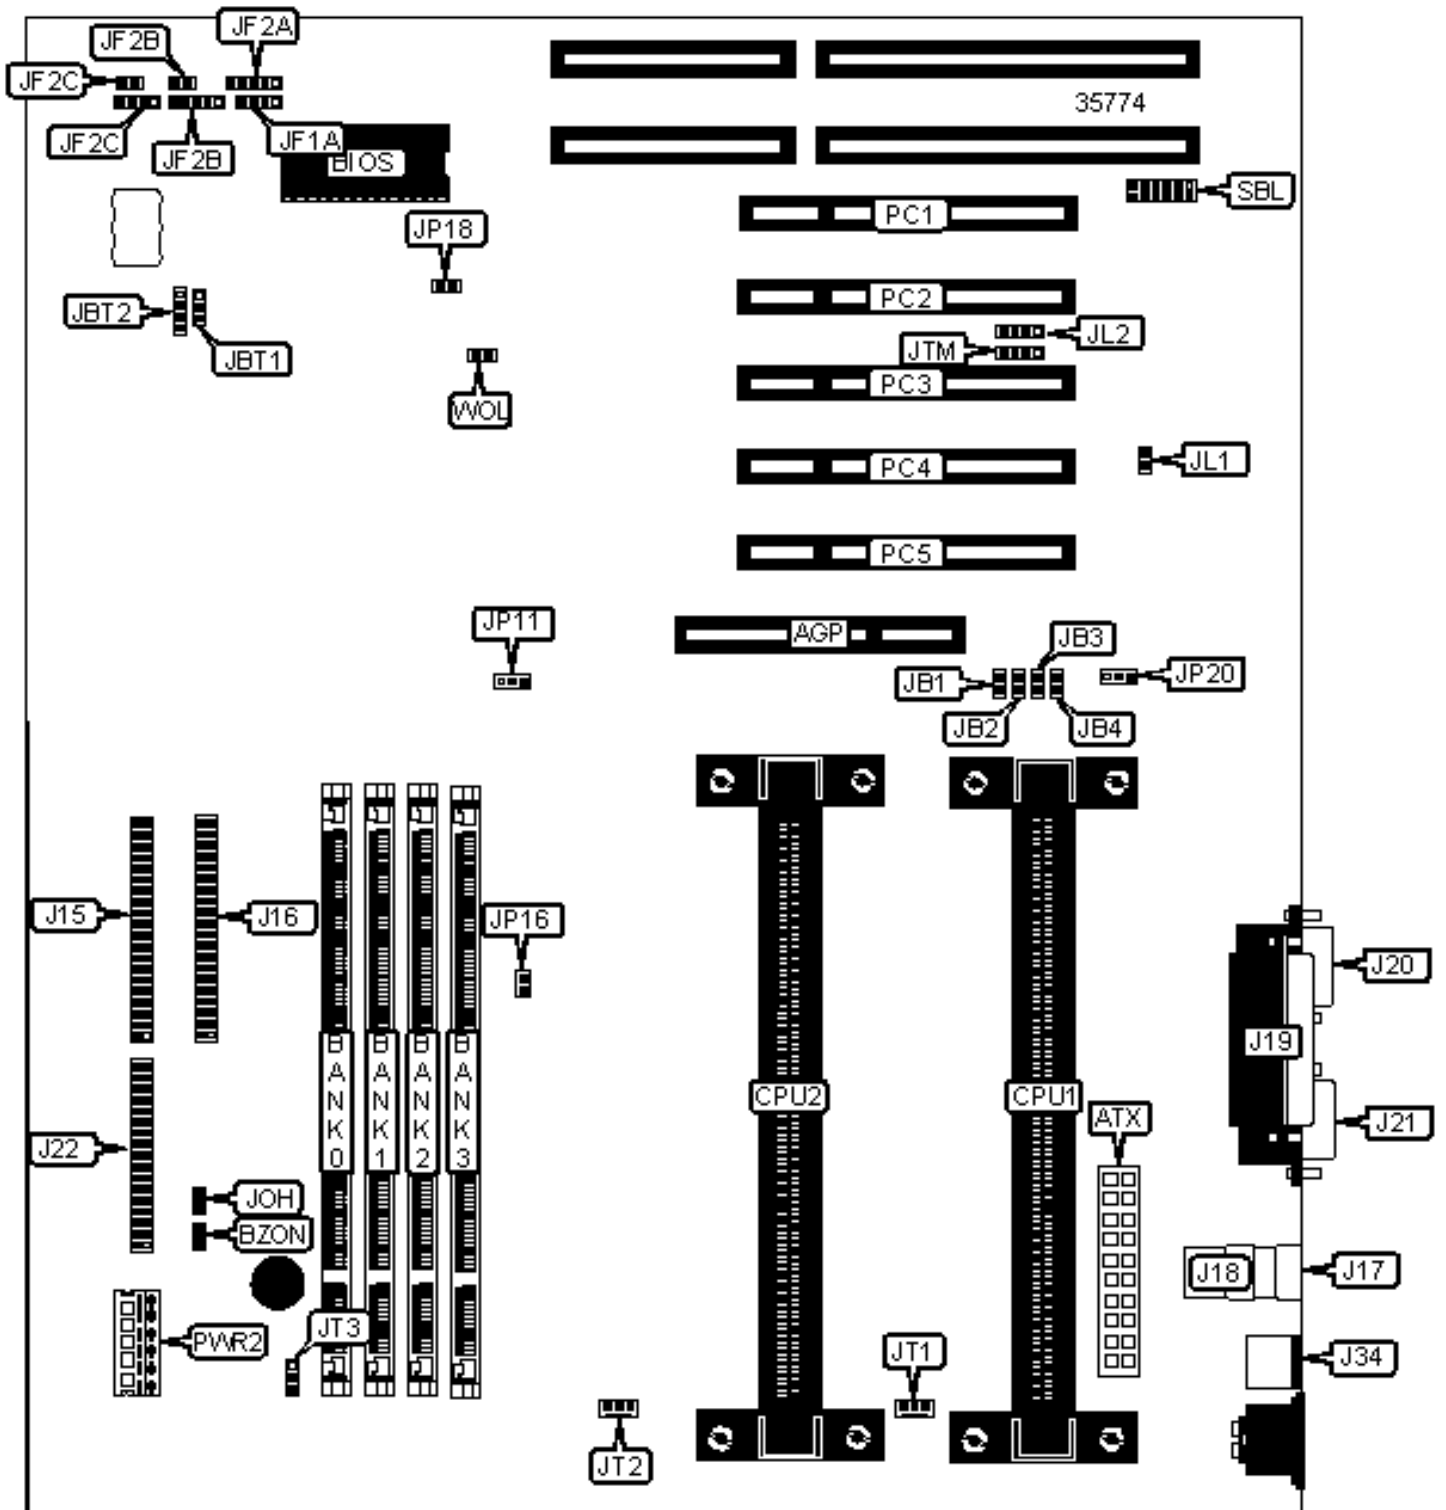 JF2A
JF2B
JF2C
35774
JF2C
JF2B
JF1A
BIOS
SBL
PC1
JP18
PC2
JBT2
JBT1
JL2
JTM
PC3
WOL
PC4
JL1
PC5
JP11
AGP
JB3
JB1
JP20
JB2
JB4
J15
J16
JP16
J20
J19
BANK0
BANK1
BANK2
BANK3
CPU2
CPU1
ATX
J21
J22
JOH
BZON
J18
J17
JT3
PWR2
JT1
J34
JT2